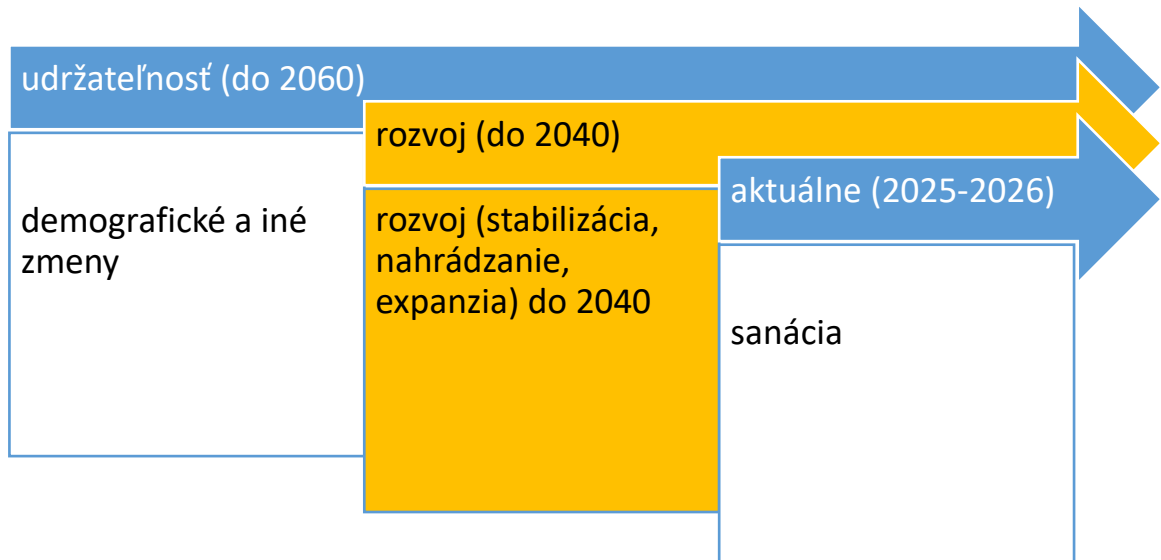 udržateľnosť (do 2060)
demografické a iné
zmeny
rozvoj (do 2040)
rozvoj (stabilizácia,
nahrádzanie,
expanzia) do 2040
aktuálne (2025-2026)
sanácia